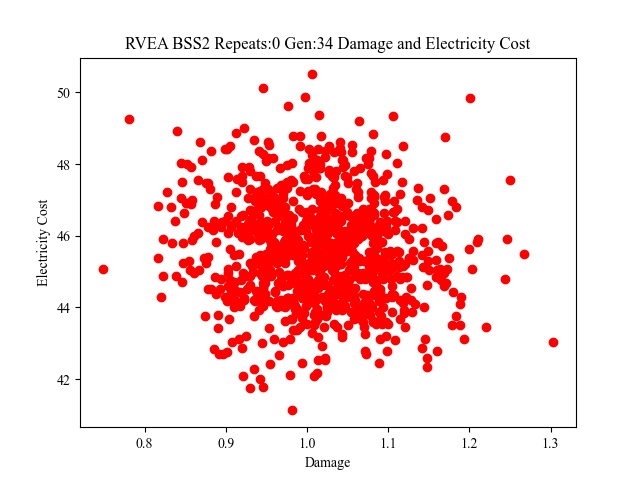 RVEA BSS2 Repeats:0 Gen:34 Damage and Electricity Cost
Electricity Cost
50
48
46
44
42
0.8 0.9 1.0 1.1 1.2 1.3
Damage